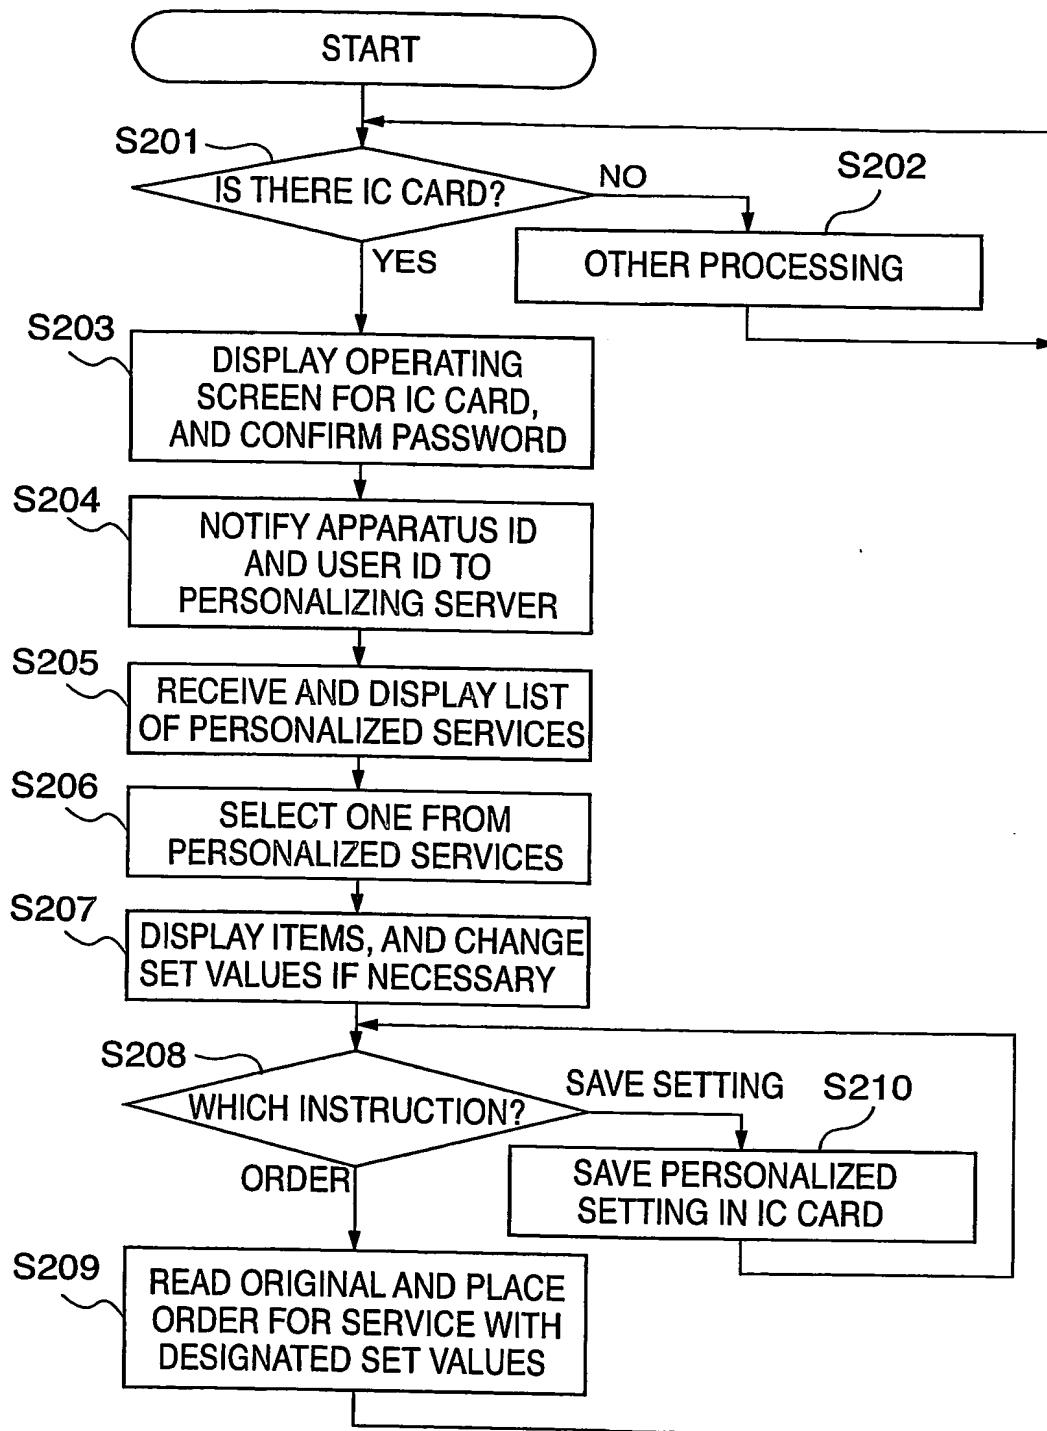 START
S201
IS THERE IC CARD?
NO
S202
OTHER PROCESSING
YES
S203
DISPLAY OPERATING
SCREEN FOR IC CARD,
AND CONFIRM PASSWORD
S204
NOTIFY APPARATUS ID
AND USER ID TO
PERSONALIZING SERVER
S205
RECEIVE AND DISPLAY LIST
OF PERSONALIZED SERVICES
S206
SELECT ONE FROM
PERSONALIZED SERVICES
S207
DISPLAY ITEMS, AND CHANGE
SET VALUES IF NECESSARY
S208
WHICH INSTRUCTION?
SAVE SETTING
S210
SAVE PERSONALIZED
SETTING IN IC CARD
ORDER
S209
READ ORIGINAL AND PLACE
ORDER FOR SERVICE WITH
DESIGNATED SET VALUES